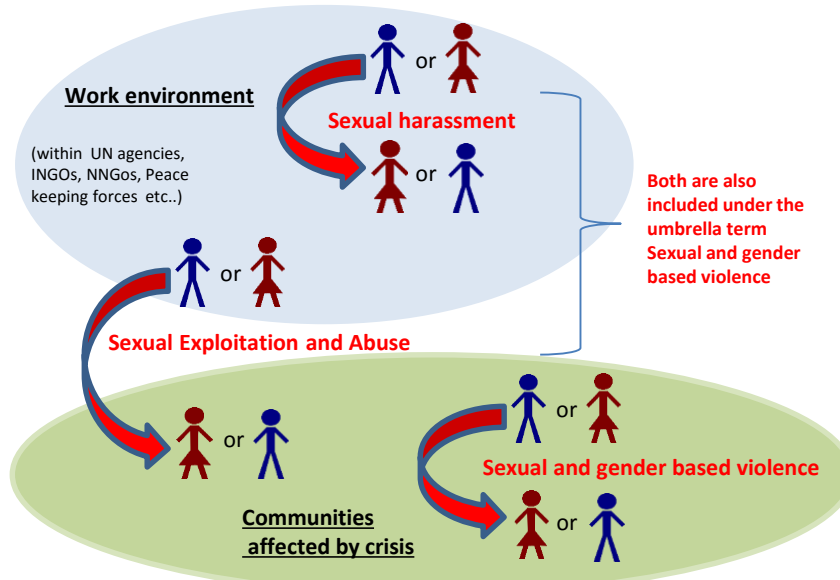 or
Work environment
Sexual harassment
(within UN agencies,
INGOs, NNGos, Peace
keeping forces etc..)
or
Both are also
included under the
umbrella term
Sexual and gender
based violence
or
Sexual Exploitation and Abuse
or
or
Sexual and gender based violence
or
Communities
affected by crisis